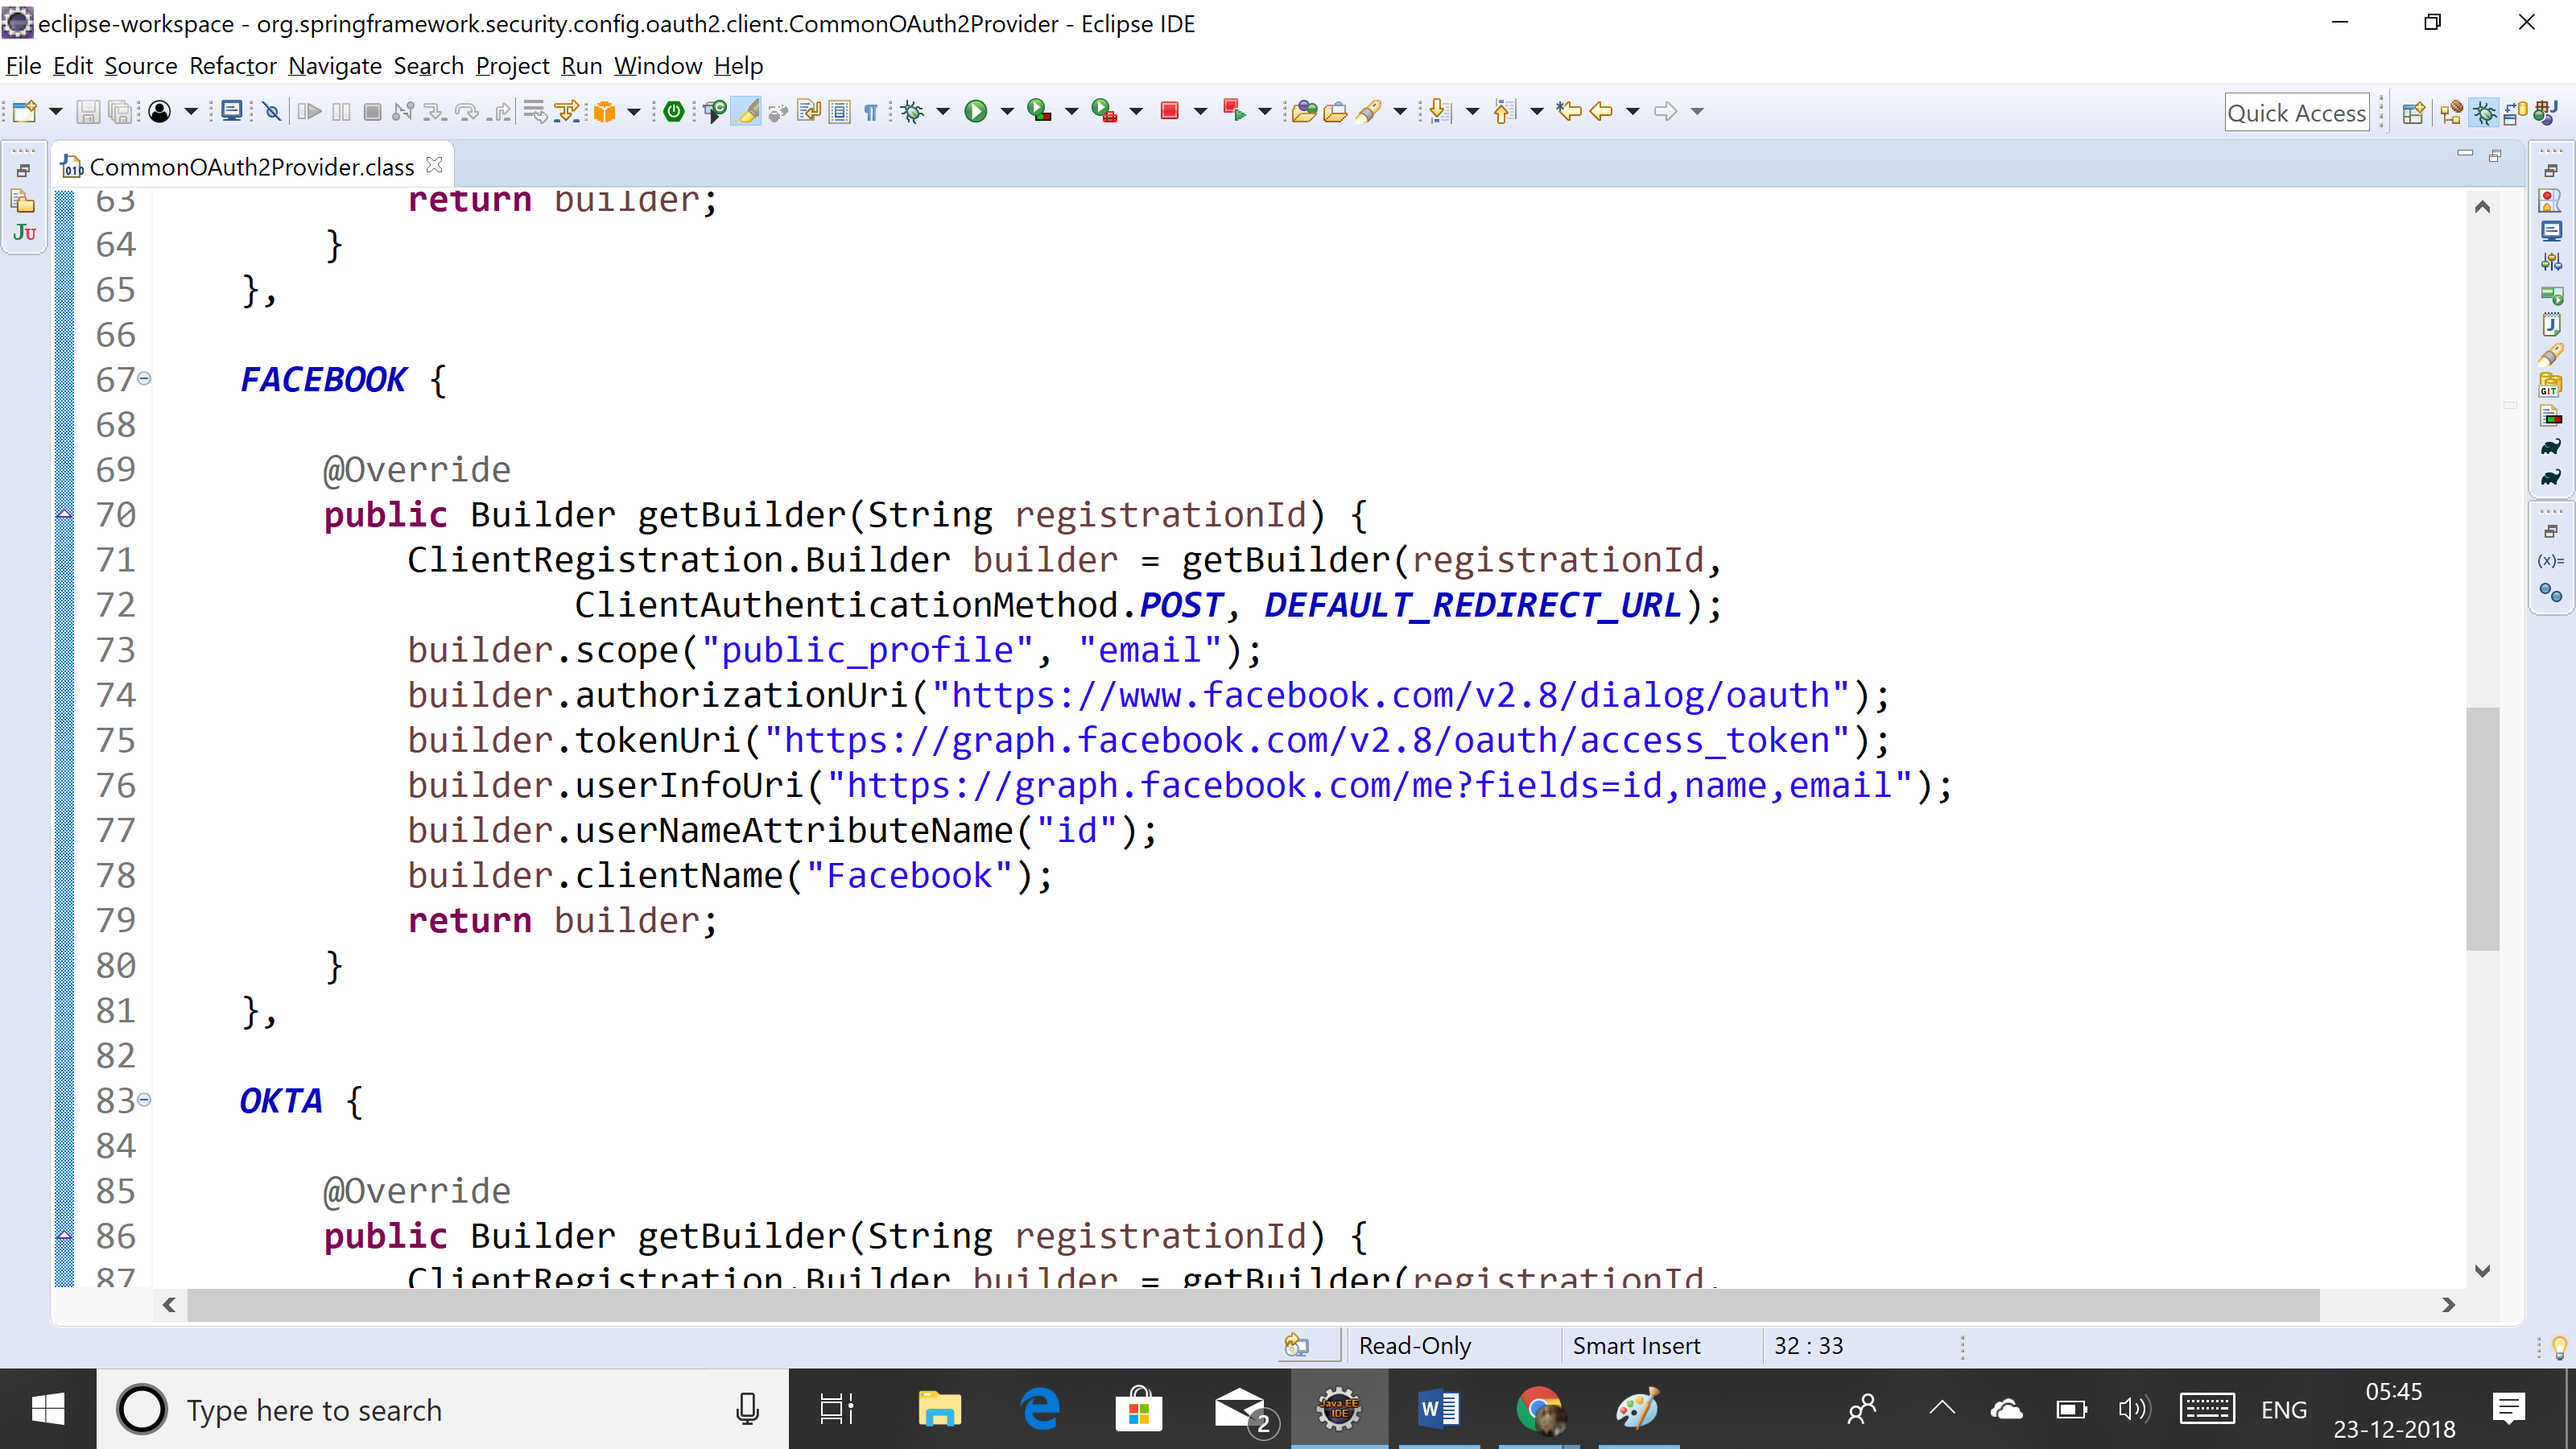 eclipse-workspace - org.springframework.security.config.oauth2.client.CommonOAuth2Provider - Eclipse IDE
File Edit Source Refactor Navigate Search Project Run Window Help
Quick Access
CommonOAuth2Provider.class
63 return builder;
64 }
65 },
66
67 FACEBOOK {
68
69 @Override
70 public Builder getBuilder(String registrationId) {
71 ClientRegistration.Builder builder = getBuilder(registrationId,
72 ClientAuthenticationMethod.POST, DEFAULT_REDIRECT_URL);
73 builder.scope("public_profile", "email");
74 builder.authorizationUri("https://www.facebook.com/v2.8/dialog/oauth");
75 builder.tokenUri("https://graph.facebook.com/v2.8/oauth/access_token");
76 builder.userInfoUri("https://graph.facebook.com/me?fields=id,name,email");
77 builder.userNameAttributeName("id");
78 builder.clientName("Facebook");
79 return builder;
80 }
81 },
82
83 OKTA {
84
85 @Override
86 public Builder getBuilder(String registrationId) {
87 ClientRegistration.Builder builder = getBuilder(registrationId,
Read-Only Smart Insert 32 : 33
Type here to search
2
ENG
05:45
23-12-2018